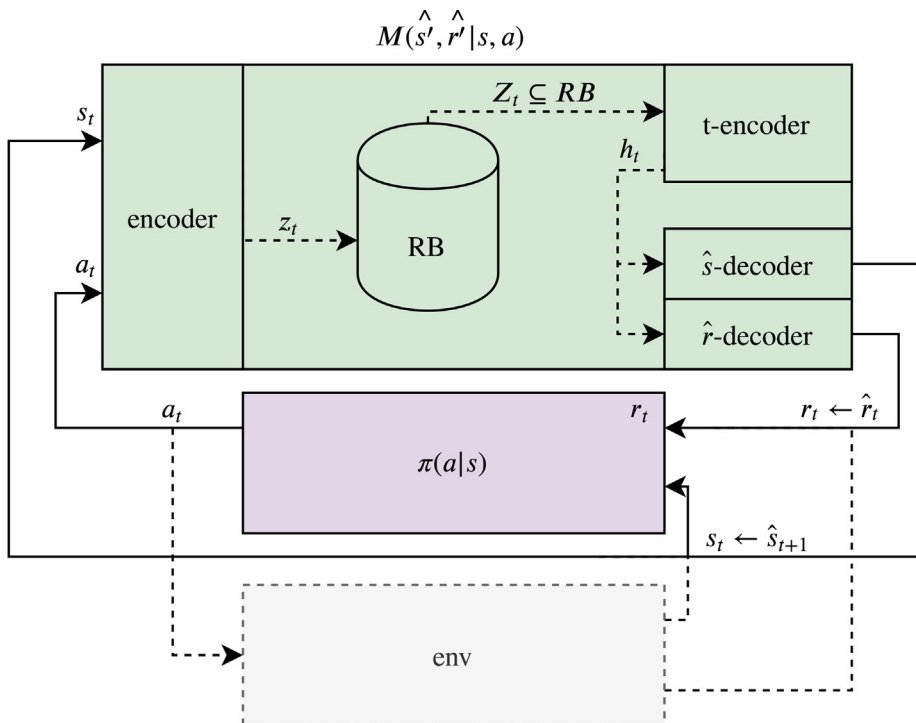 M(ŝ′, r̂′|s, a)
Z_t ⊆ RB
s_t
t-encoder
h_t
encoder
z_t
RB
a_t
ŝ-decoder
r̂-decoder
a_t
r_t
r_t ← r̂_t
π(a|s)
s_t ← ŝ_{t+1}
env